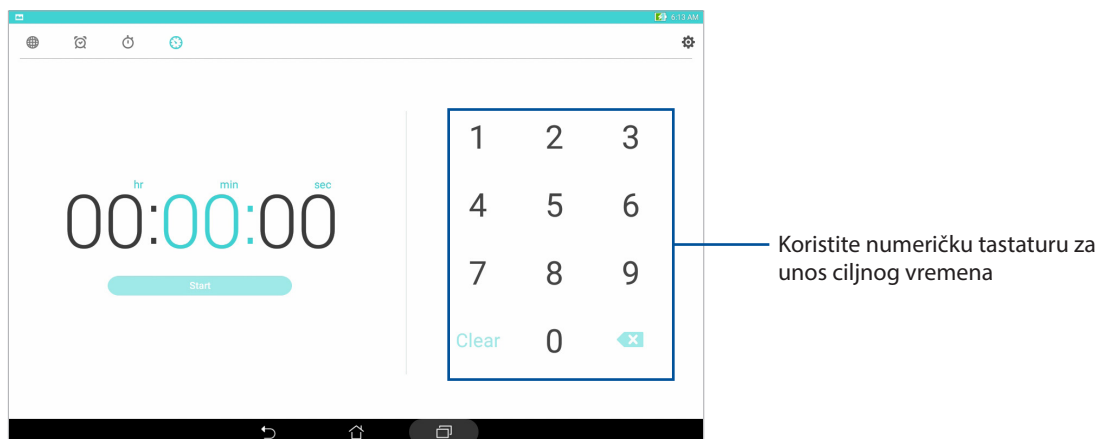 6:13 AM
hr min sec
00:00:00
Start
1 2 3
4 5 6
7 8 9
Clear 0
Koristite numeričku tastaturu za
unos ciljnog vremena